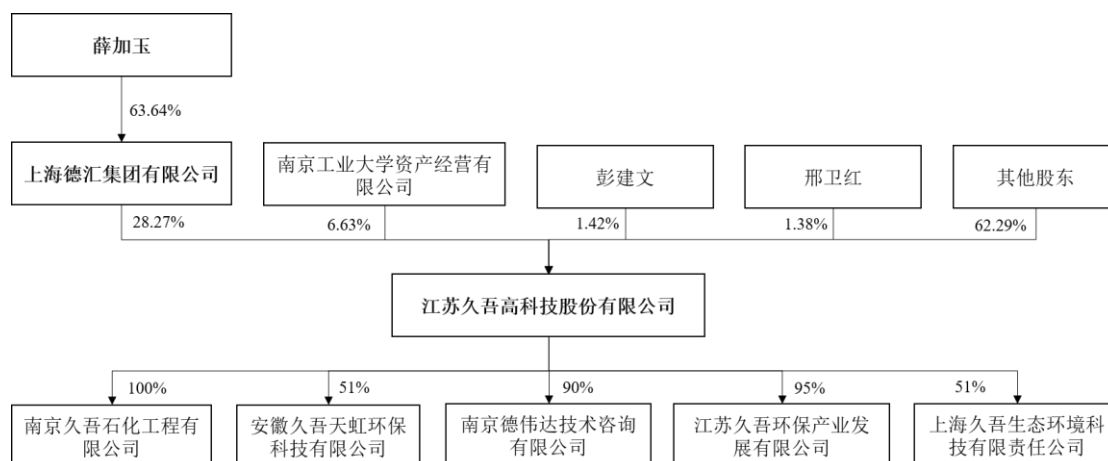 薛加玉
63.64%
上海德汇集团有限公司
南京工业大学资产经营有
限公司
彭建文
邢卫红
其他股东
28.27%
6.63%
1.42%
1.38%
62.29%
江苏久吾高科技股份有限公司
100%
51%
90%
95%
51%
南京久吾石化工程有
限公司
安徽久吾天虹环保
科技有限公司
南京德伟达技术咨询
有限公司
江苏久吾环保产业发
展有限公司
上海久吾生态环境科
技有限责任公司